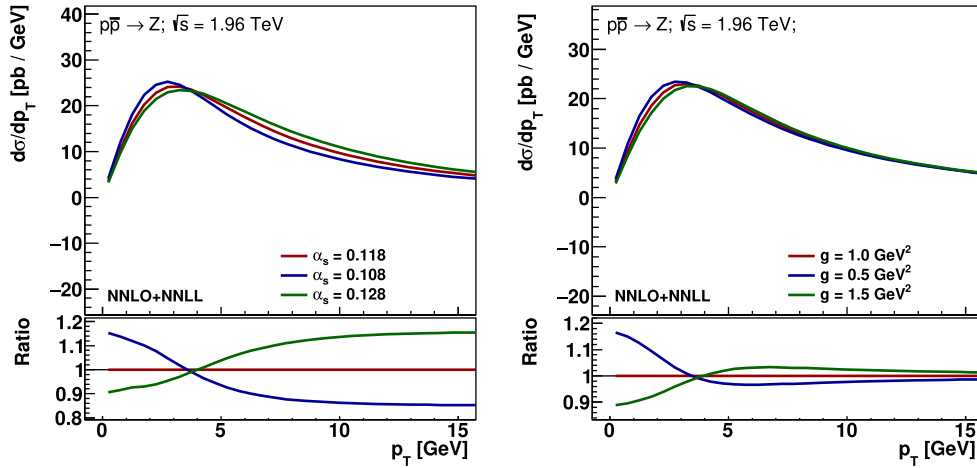 pp̅ → Z; √s = 1.96 TeV
dσ/dp_T [pb / GeV]
40
30
20
10
0
−10
−20
α_s = 0.118
α_s = 0.108
α_s = 0.128
NNLO+NNLL
Ratio
1.2
1.1
1
0.9
0.8
0 5 10 15
p_T [GeV]
pp̅ → Z; √s = 1.96 TeV;
dσ/dp_T [pb / GeV]
40
30
20
10
0
−10
−20
g = 1.0 GeV²
g = 0.5 GeV²
g = 1.5 GeV²
NNLO+NNLL
Ratio
1.2
1.1
1
0.9
0 5 10 15
p_T [GeV]